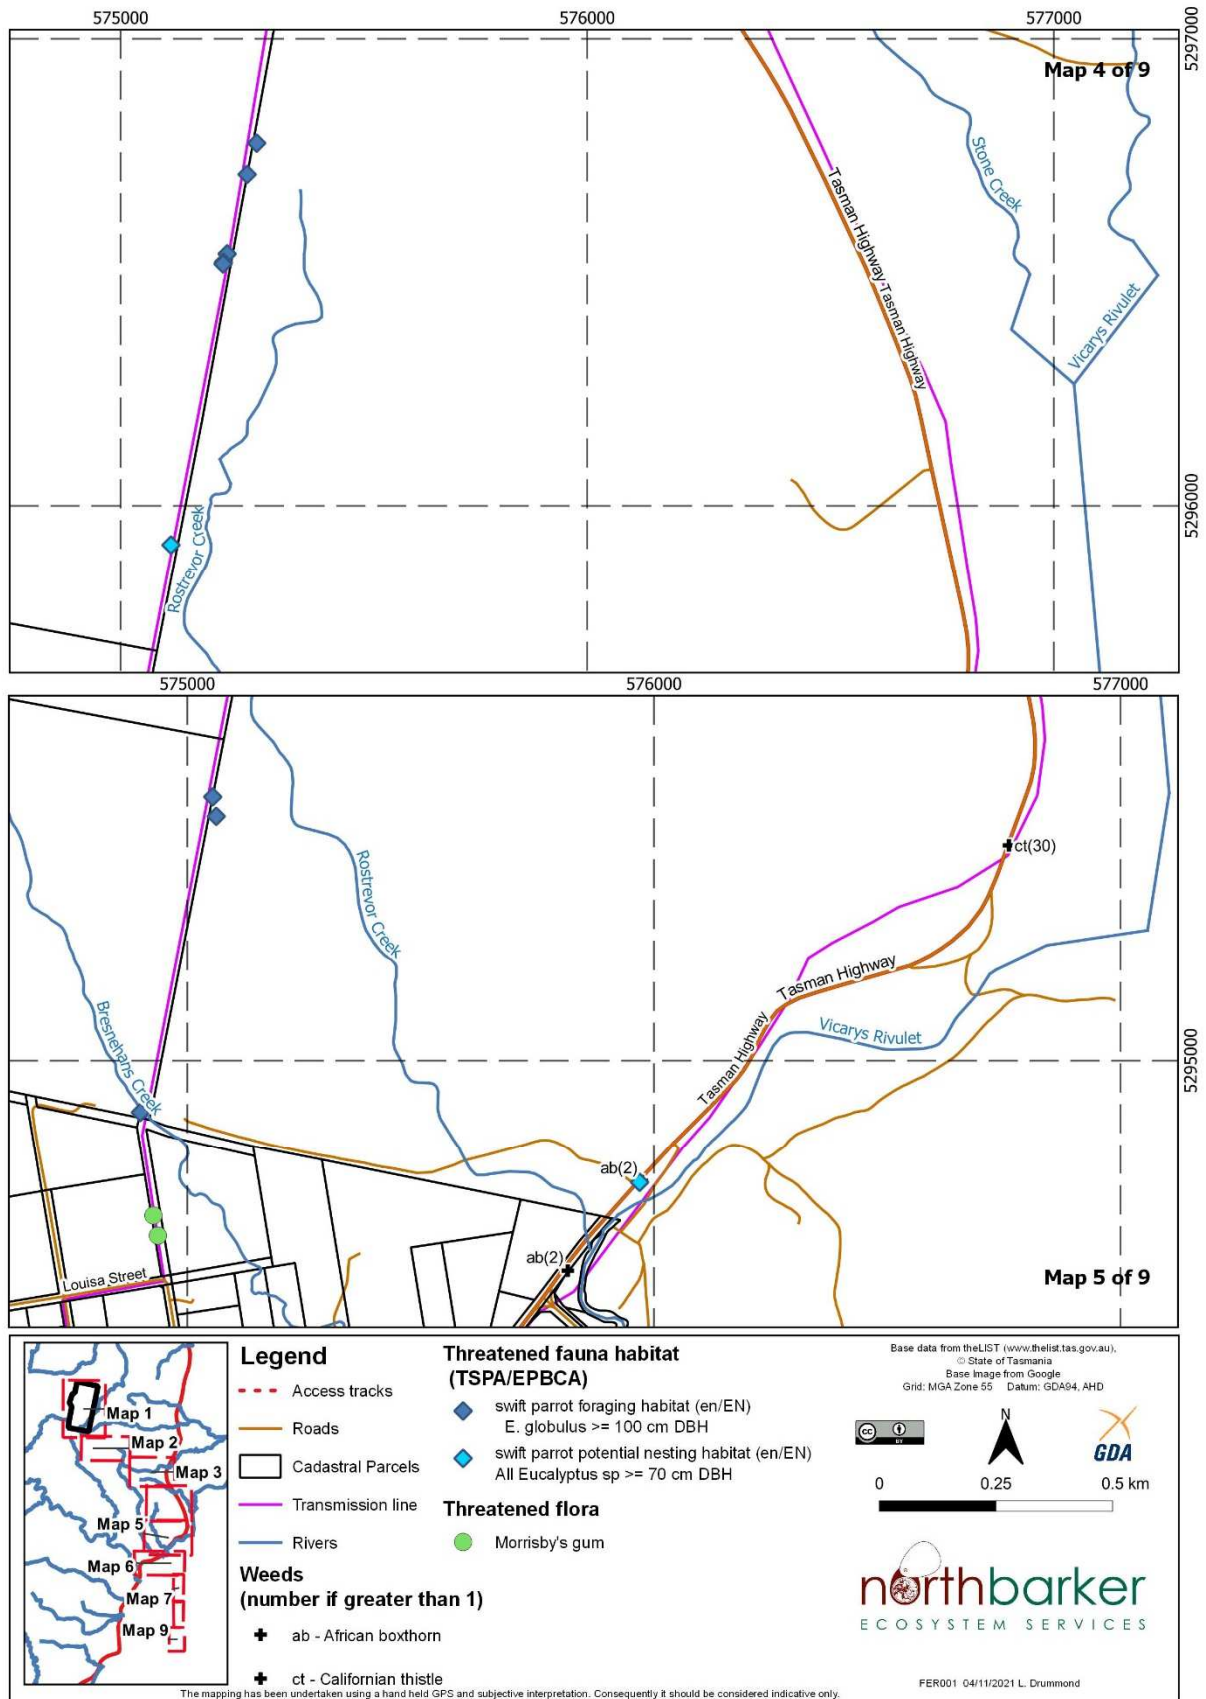 575000
576000
577000
5297000
Map 4 of 9
Stone Creek
Tasman Highway
Tasman Highway
Vicarys Rivulet
5296000
Rostrevor Creek
575000
576000
577000
ct(30)
Rostrevor Creek
Tasman Highway
Bresnehans Creek
Vicarys Rivulet
Tasman Highway
5295000
ab(2)
ab(2)
Louisa Street
Map 5 of 9
Map 1
Map 2
Map 3
Map 5
Map 6
Map 7
Map 9
Legend
Access tracks
Roads
Cadastral Parcels
Transmission line
Rivers
Weeds
(number if greater than 1)
ab - African boxthorn
ct - Californian thistle
Threatened fauna habitat
(TSPA/EPBCA)
swift parrot foraging habitat (en/EN)
E. globulus >= 100 cm DBH
swift parrot potential nesting habitat (en/EN)
All Eucalyptus sp >= 70 cm DBH
Threatened flora
Morrisby's gum
Base data from theLIST (www.thelist.tas.gov.au),
© State of Tasmania
Base Image from Google
Grid: MGA Zone 55 Datum: GDA94, AHD
cc BY
N
GDA
0 0.25 0.5 km
northbarker
ECOSYSTEM SERVICES
FER001 04/11/2021 L. Drummond
The mapping has been undertaken using a hand held GPS and subjective interpretation. Consequently it should be considered indicative only.